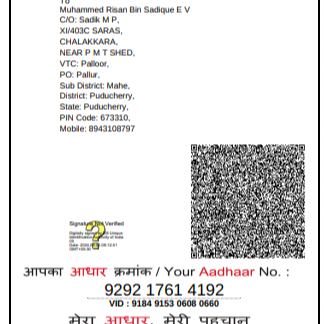 To
Muhammed Risan Bin Sadique E V
C/O: Sadik M P,
XI/403C SARAS,
CHALAKKARA,
NEAR P M T SHED,
VTC: Palloor,
PO: Pallur,
Sub District: Mahe,
District: Puducherry,
State: Puducherry,
PIN Code: 673310,
Mobile: 8943108797
Signature Not Verified
आपका आधार क्रमांक / Your Aadhaar No. :
9292 1761 4192
VID : 9184 9153 0608 0660
मेरा आधार, मेरी पहचान